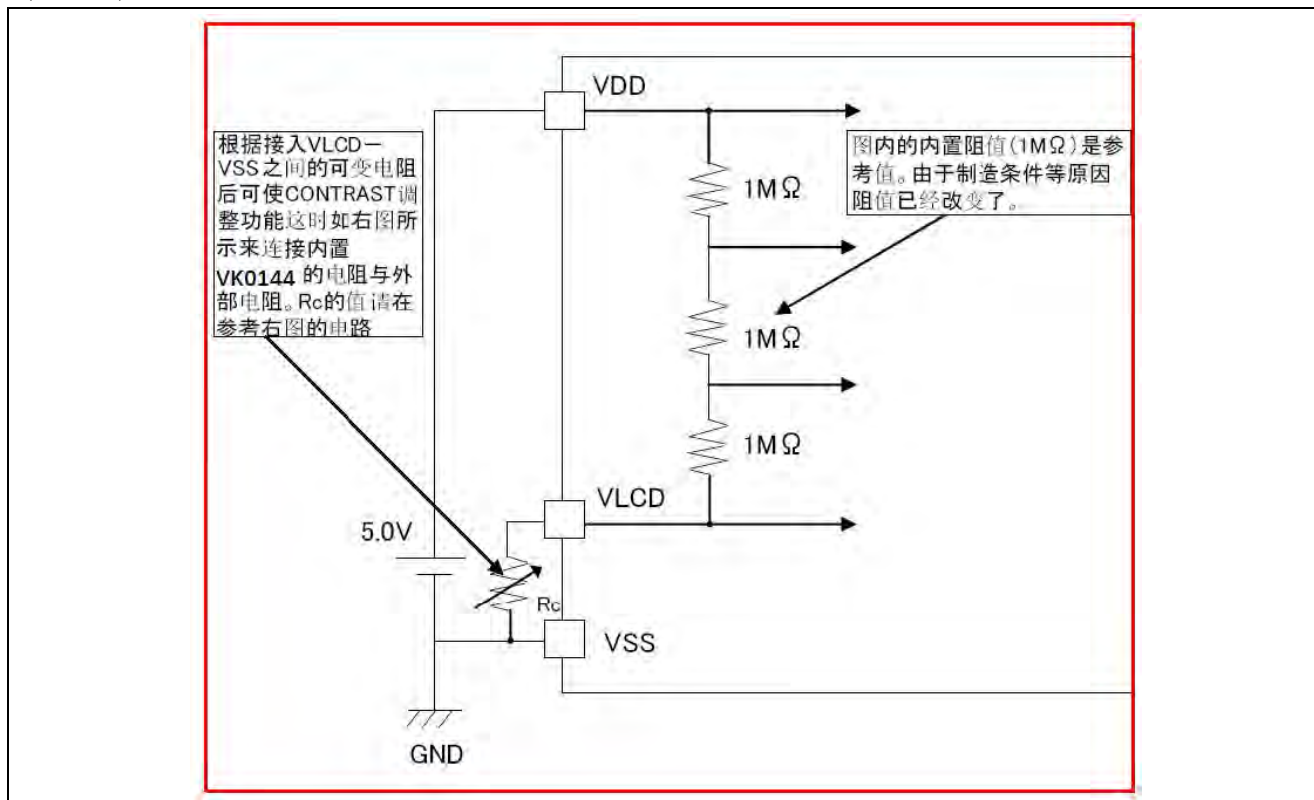 VDD
根据接入VLCD－
VSS之间的可变电阻
后可使CONTRAST调
整功能这时如右图所
示来连接内置
VK0144 的电阻与外
部电阻。Rc的值请在
参考右图的电路
图内的内置阻值(1MΩ)是参
考值。由于制造条件等原因
阻值已经改变了。
1MΩ
1MΩ
1MΩ
VLCD
5.0V
Rc
VSS
GND